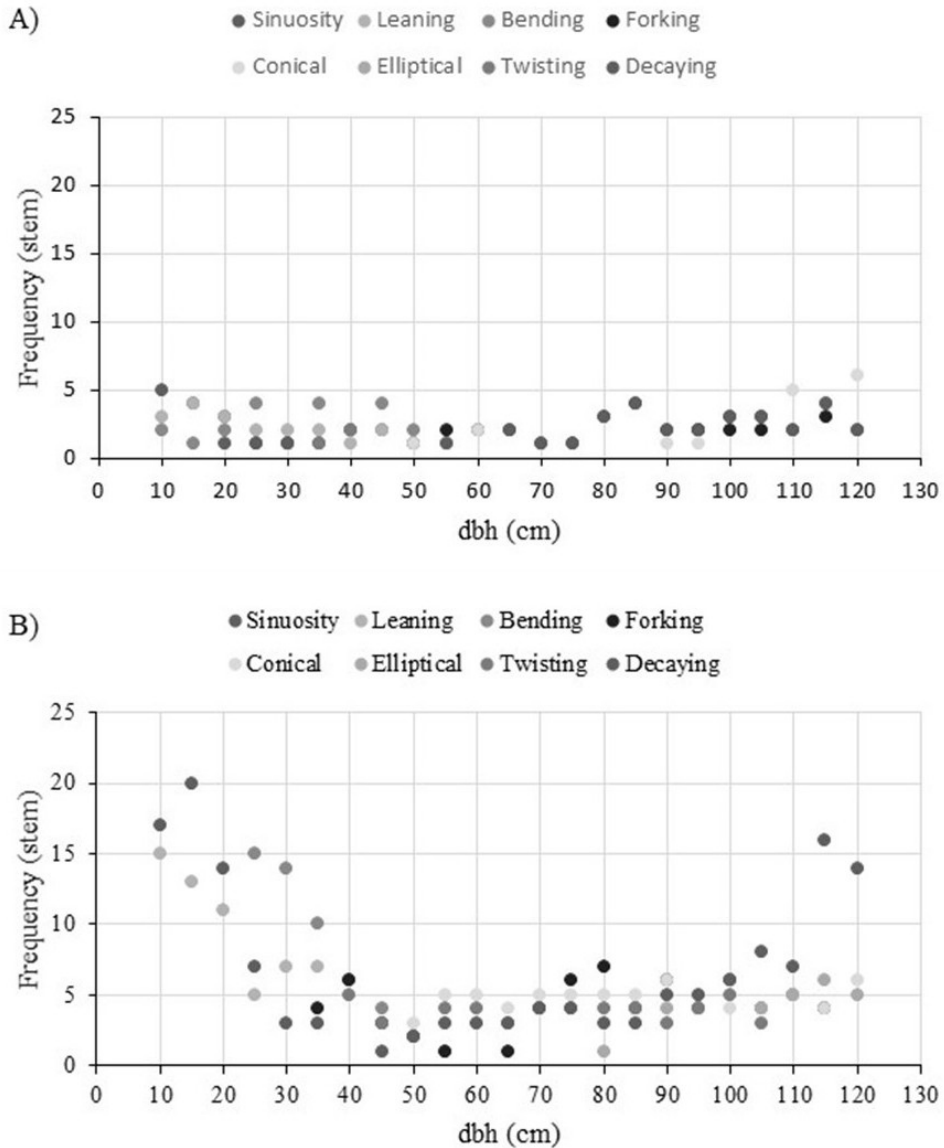 A)
Sinuosity Leaning Bending Forking
Conical Elliptical Twisting Decaying
25
20
15
10
5
0
Frequency (stem)
0 10 20 30 40 50 60 70 80 90 100 110 120 130
dbh (cm)
B)
Sinuosity Leaning Bending Forking
Conical Elliptical Twisting Decaying
25
20
15
10
5
0
Frequency (stem)
0 10 20 30 40 50 60 70 80 90 100 110 120 130
dbh (cm)